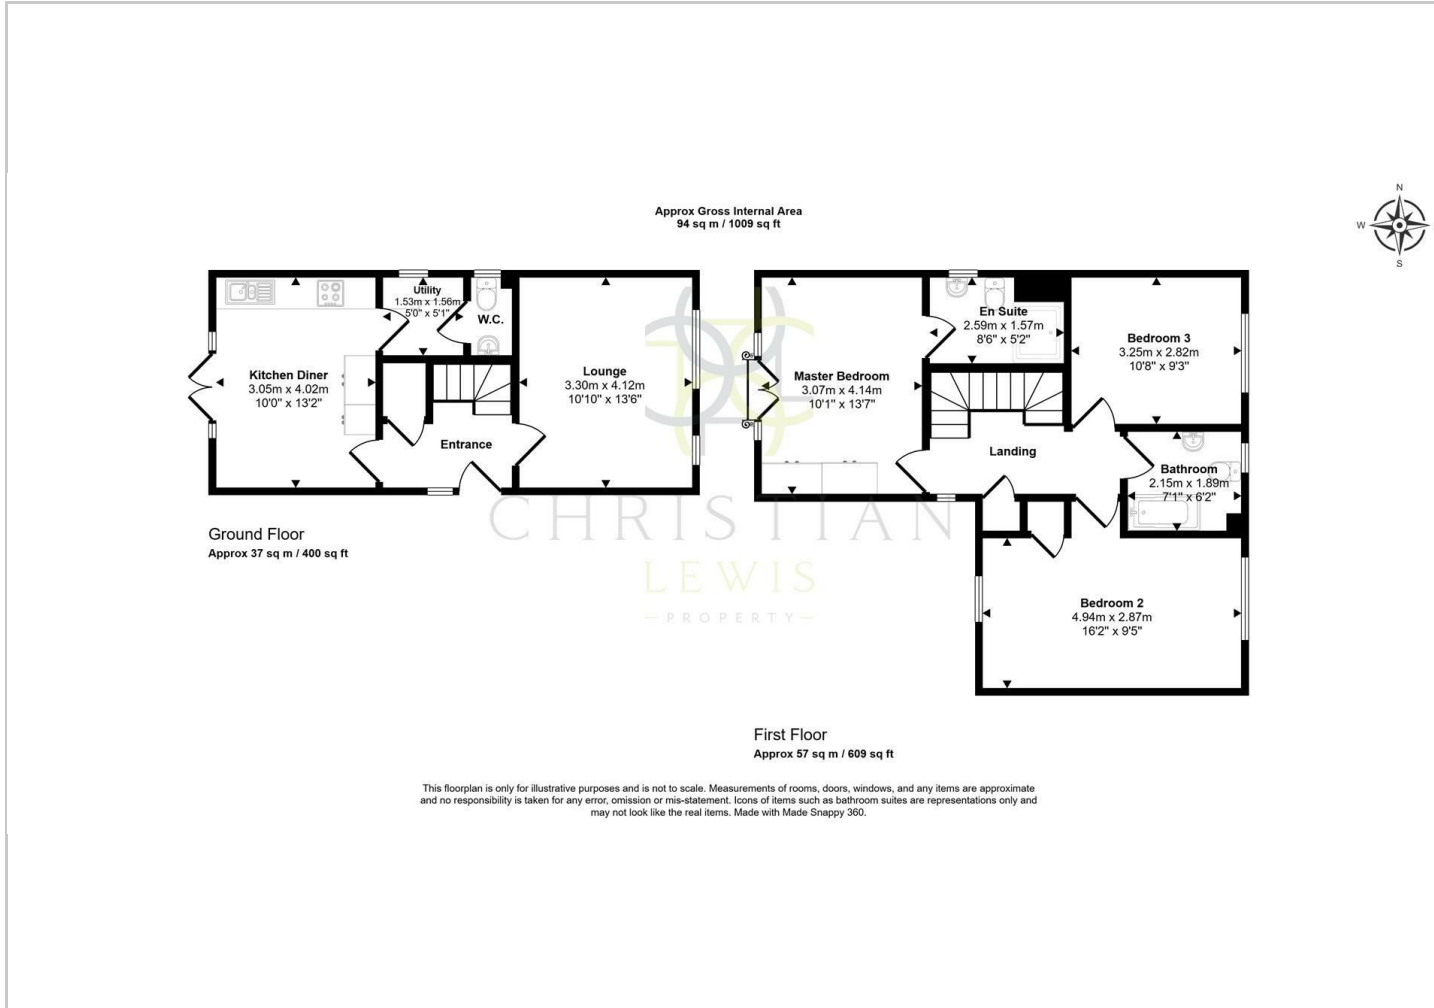 Approx Gross Internal Area
94 sq m / 1009 sq ft
N
W
S
Utility
1.53m x 1.56m
5'0" x 5'1"
W.C.
Kitchen Diner
3.05m x 4.02m
10'0" x 13'2"
Lounge
3.30m x 4.12m
10'10" x 13'6"
Entrance
Ground Floor
Approx 37 sq m / 400 sq ft
En Suite
2.59m x 1.57m
8'6" x 5'2"
Master Bedroom
3.07m x 4.14m
10'1" x 13'7"
Bedroom 3
3.25m x 2.82m
10'8" x 9'3"
Landing
Bathroom
2.15m x 1.89m
7'1" x 6'2"
Bedroom 2
4.94m x 2.87m
16'2" x 9'5"
First Floor
Approx 57 sq m / 609 sq ft
CHRISTIAN
LEWIS
PROPERTY
This floorplan is only for illustrative purposes and is not to scale. Measurements of rooms, doors, windows, and any items are approximate
and no responsibility is taken for any error, omission or mis-statement. Icons of items such as bathroom suites are representations only and
may not look like the real items. Made with Made Snappy 360.